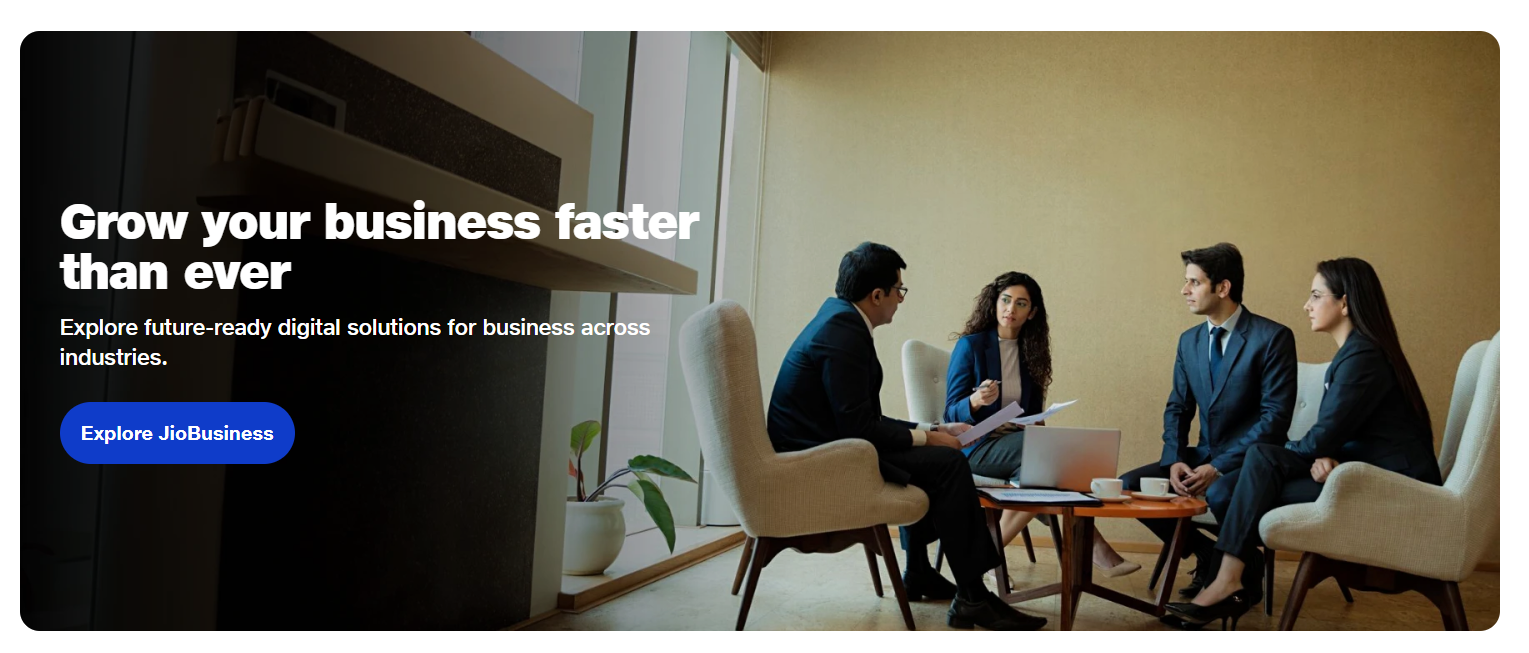 Grow your business faster
than ever
Explore future-ready digital solutions for business across
industries.
Explore JioBusiness